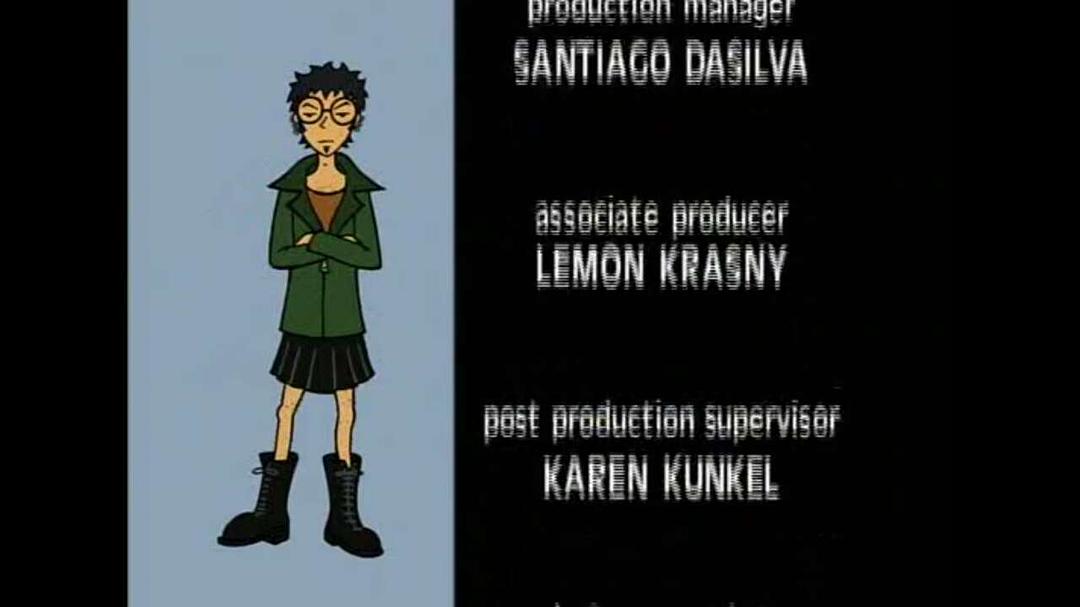 production manager
SANTIAGO DASILVA
associate producer
LEMON KRASNY
post production supervisor
KAREN KUNKEL